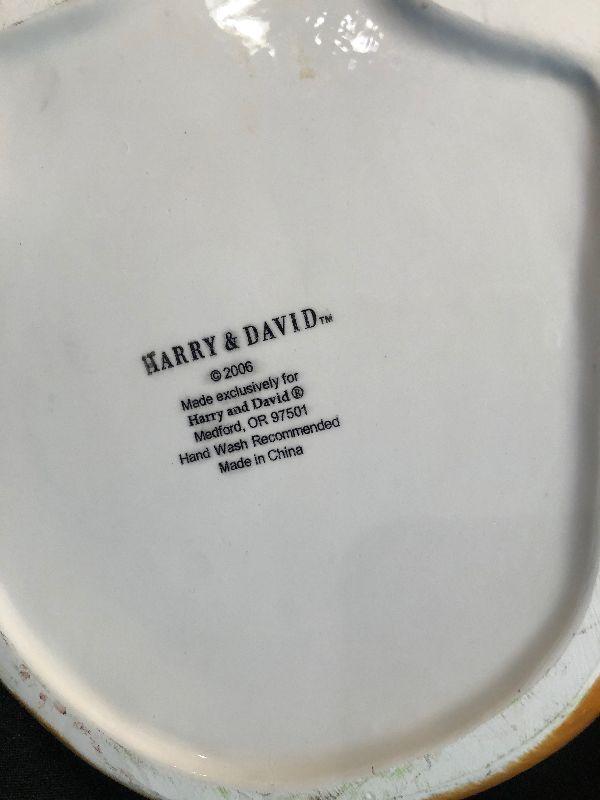 HARRY & DAVID™
© 2006
Made exclusively for
Harry and David®
Medford, OR 97501
Hand Wash Recommended
Made in China